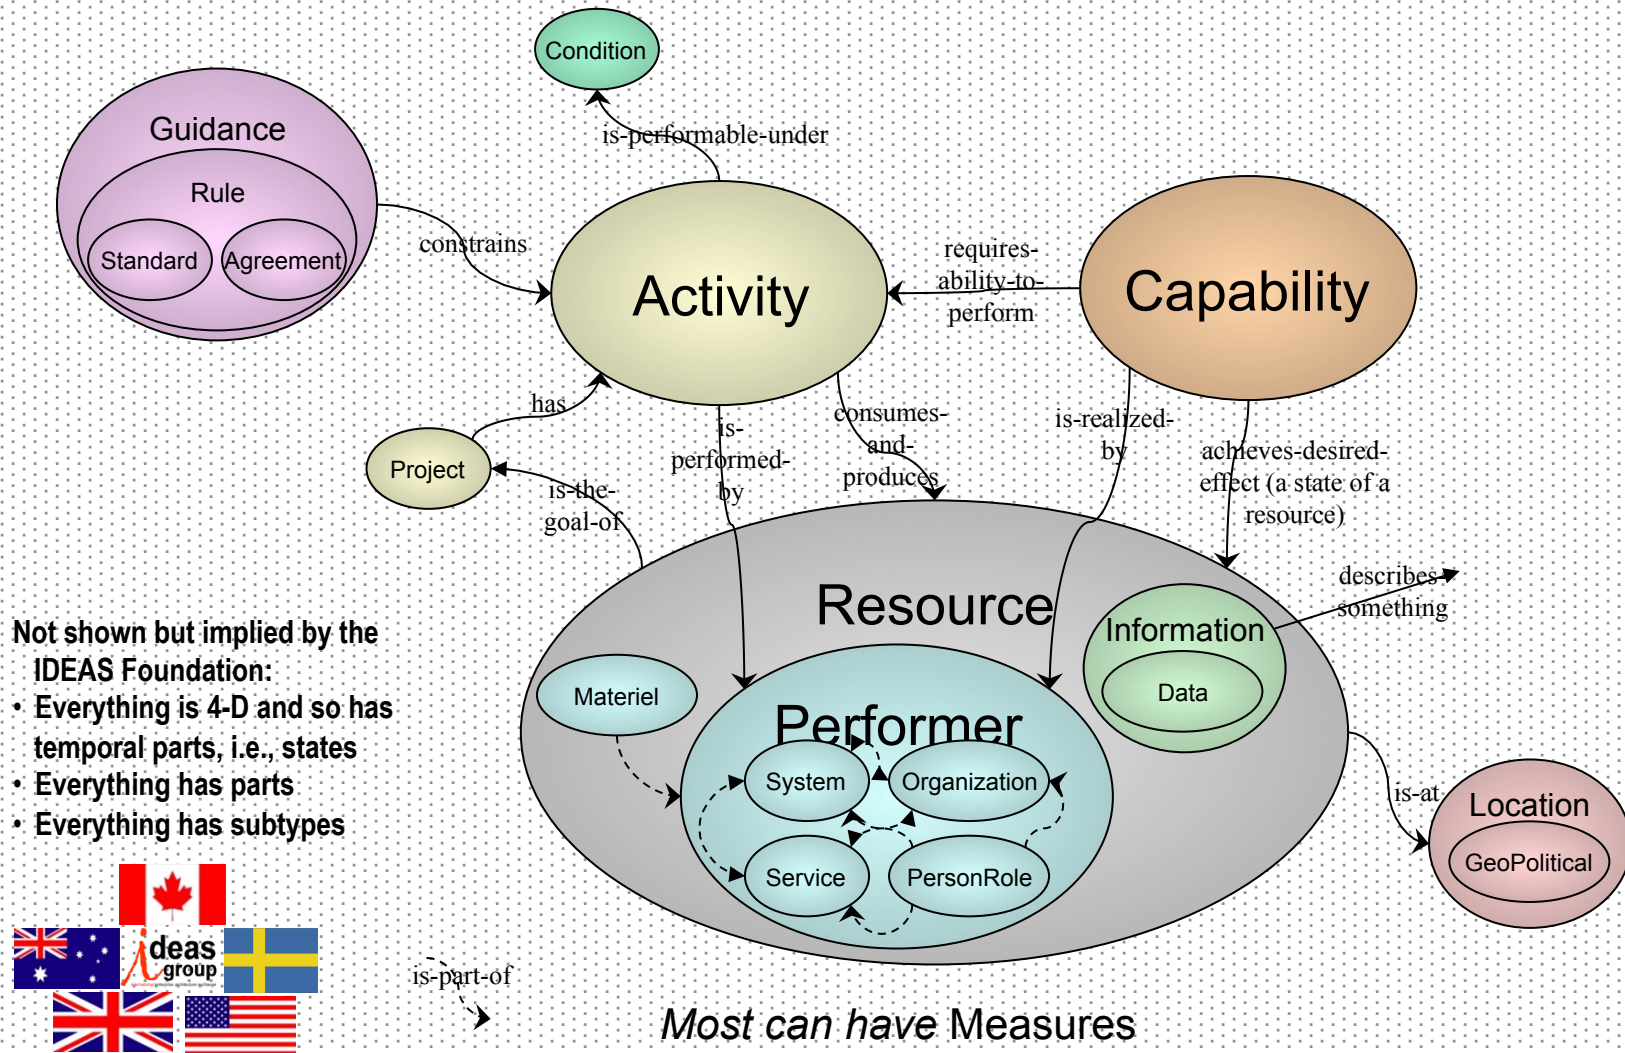 Condition
is-performable-under
Guidance
Rule
Standard
Agreement
constrains
Activity
requires-
ability-to-
perform
Capability
has
Project
is-the-
goal-of
is-
performed-
by
consumes-
and-
produces
is-realized-
by
achieves-desired-
effect (a state of a
resource)
Resource
describes
something
Information
Data
Materiel
Performer
System
Organization
Service
PersonRole
is-at
Location
GeoPolitical
Not shown but implied by the
IDEAS Foundation:
• Everything is 4-D and so has
temporal parts, i.e., states
• Everything has parts
• Everything has subtypes
ideas
group
is-part-of
Most can have Measures